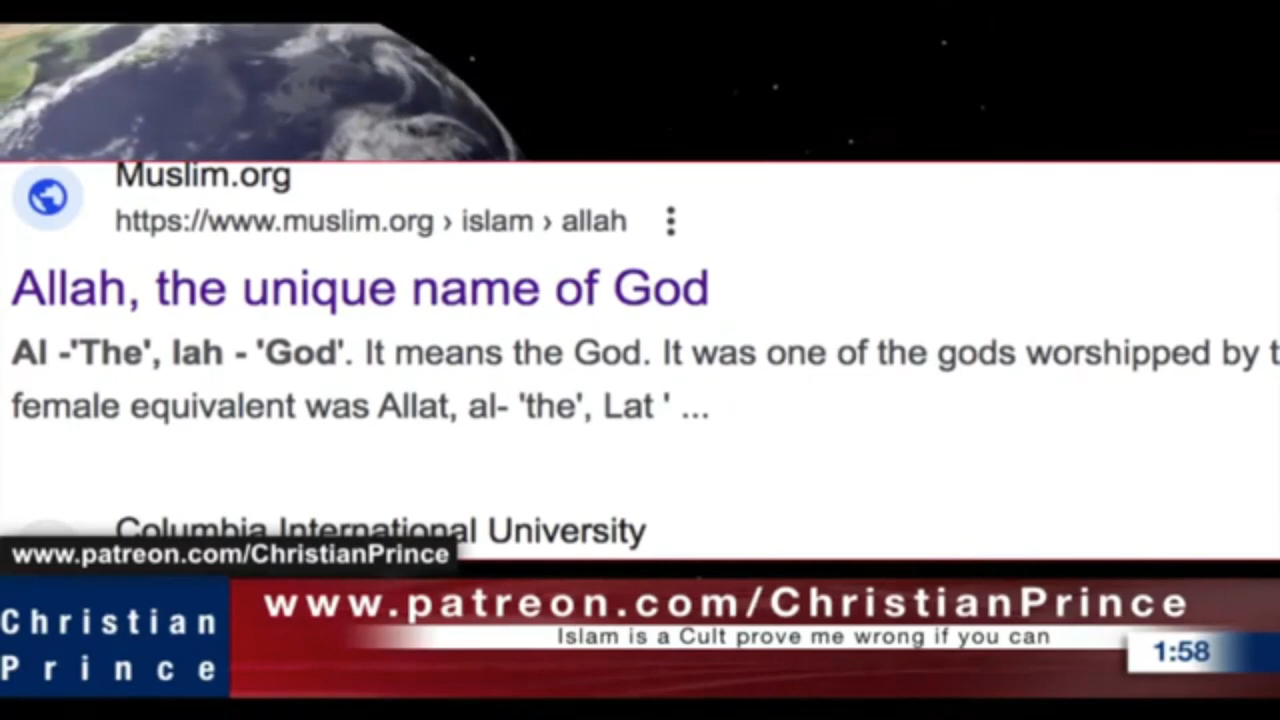 Muslim.org
https://www.muslim.org › islam › allah
Allah, the unique name of God
Al -'The', lah - 'God'. It means the God. It was one of the gods worshipped by t
female equivalent was Allat, al- 'the', Lat ' ...
Columbia International University
www.patreon.com/ChristianPrince
Christian
Prince
www.patreon.com/ChristianPrince
Islam is a Cult prove me wrong if you can
1:58